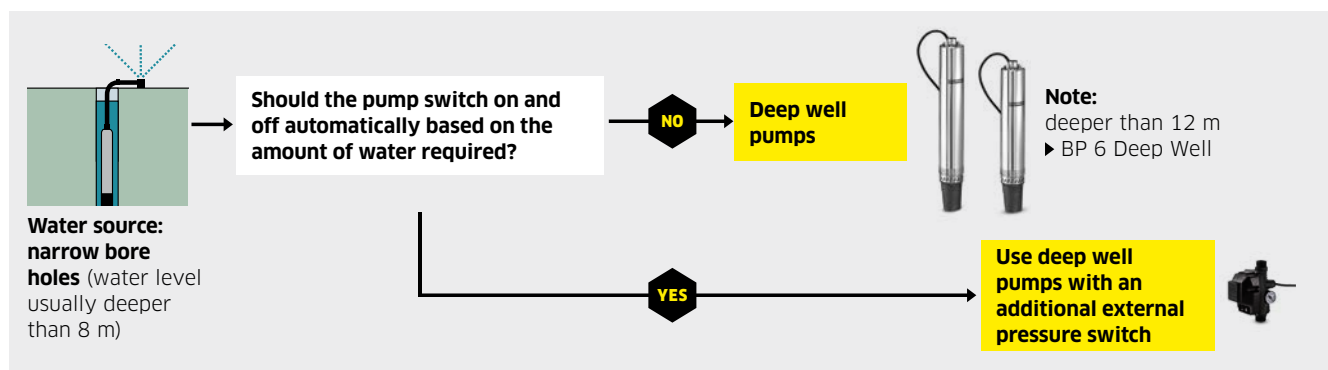 Water source:
narrow bore
holes (water level
usually deeper
than 8 m)
Should the pump switch on and
off automatically based on the
amount of water required?
NO
Deep well
pumps
Note:
deeper than 12 m
▶ BP 6 Deep Well
YES
Use deep well
pumps with an
additional external
pressure switch